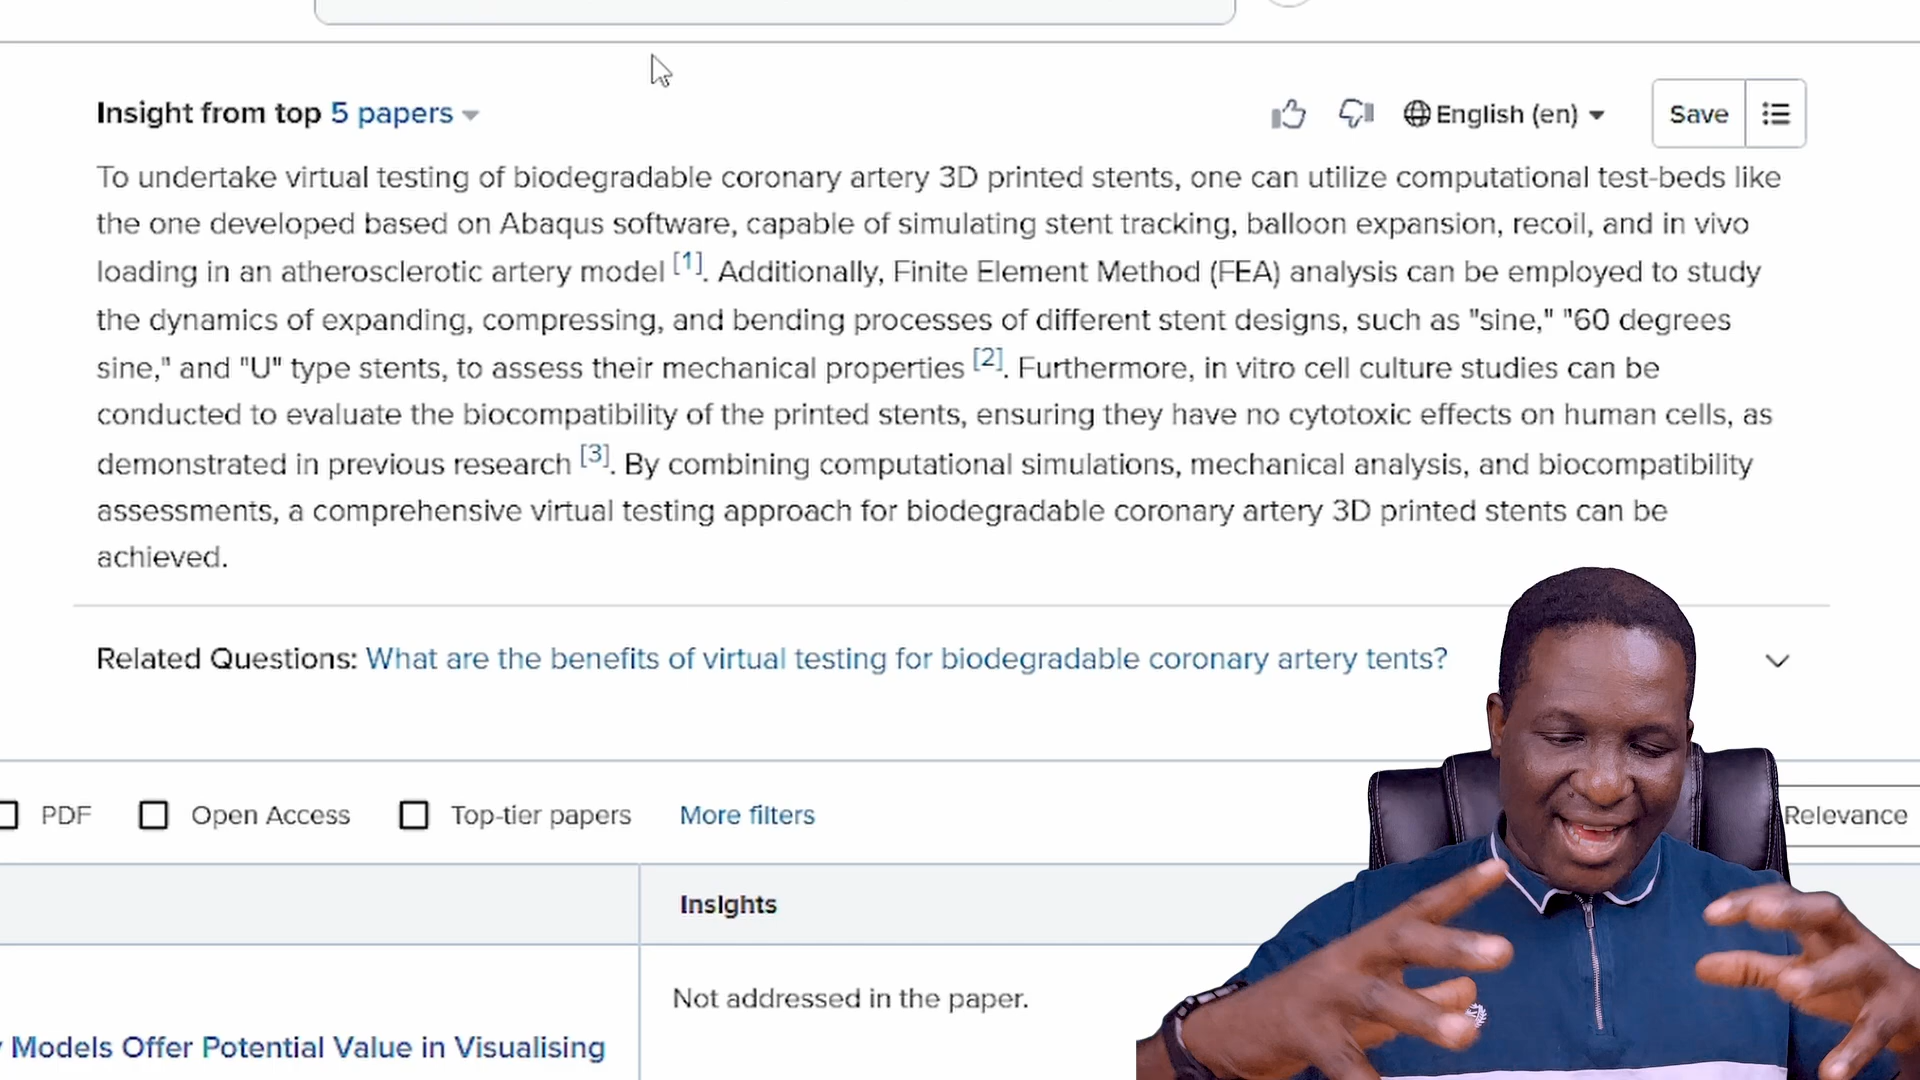 Insight from top 5 papers
English (en)
Save
To undertake virtual testing of biodegradable coronary artery 3D printed stents, one can utilize computational test-beds like
the one developed based on Abaqus software, capable of simulating stent tracking, balloon expansion, recoil, and in vivo
loading in an atherosclerotic artery model [1]. Additionally, Finite Element Method (FEA) analysis can be employed to study
the dynamics of expanding, compressing, and bending processes of different stent designs, such as "sine," "60 degrees
sine," and "U" type stents, to assess their mechanical properties [2]. Furthermore, in vitro cell culture studies can be
conducted to evaluate the biocompatibility of the printed stents, ensuring they have no cytotoxic effects on human cells, as
demonstrated in previous research [3]. By combining computational simulations, mechanical analysis, and biocompatibility
assessments, a comprehensive virtual testing approach for biodegradable coronary artery 3D printed stents can be
achieved.
Related Questions: What are the benefits of virtual testing for biodegradable coronary artery tents?
PDF
Open Access
Top-tier papers
More filters
Relevance
Insights
Not addressed in the paper.
Models Offer Potential Value in Visualising